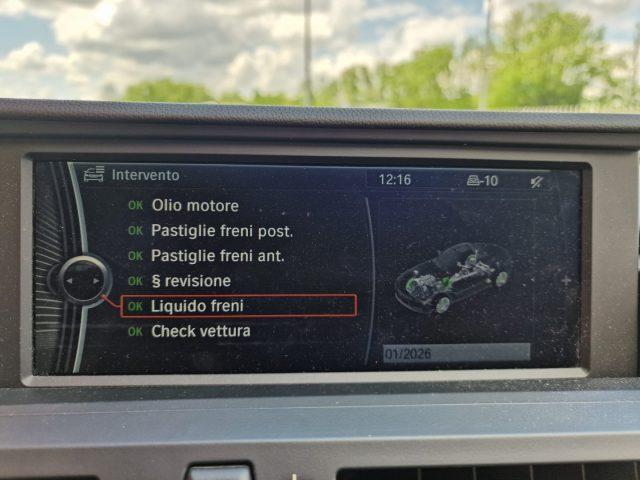 Intervento 12:16 -10
OK Olio motore
OK Pastiglie freni post.
OK Pastiglie freni ant.
OK § revisione
OK Liquido freni
OK Check vettura
01/2026